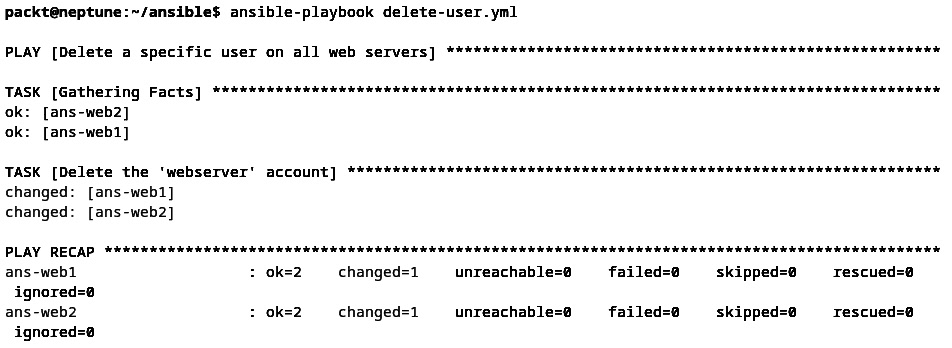 packt@neptune:~/ansible$ ansible-playbook delete-user.yml
PLAY [Delete a specific user on all web servers] *******************************************************
TASK [Gathering Facts] *********************************************************************************
ok: [ans-web2]
ok: [ans-web1]
TASK [Delete the 'webserver' account] ******************************************************************
changed: [ans-web1]
changed: [ans-web2]
PLAY RECAP *********************************************************************************************
ans-web1                   : ok=2    changed=1    unreachable=0    failed=0    skipped=0    rescued=0
 ignored=0
ans-web2                   : ok=2    changed=1    unreachable=0    failed=0    skipped=0    rescued=0
 ignored=0